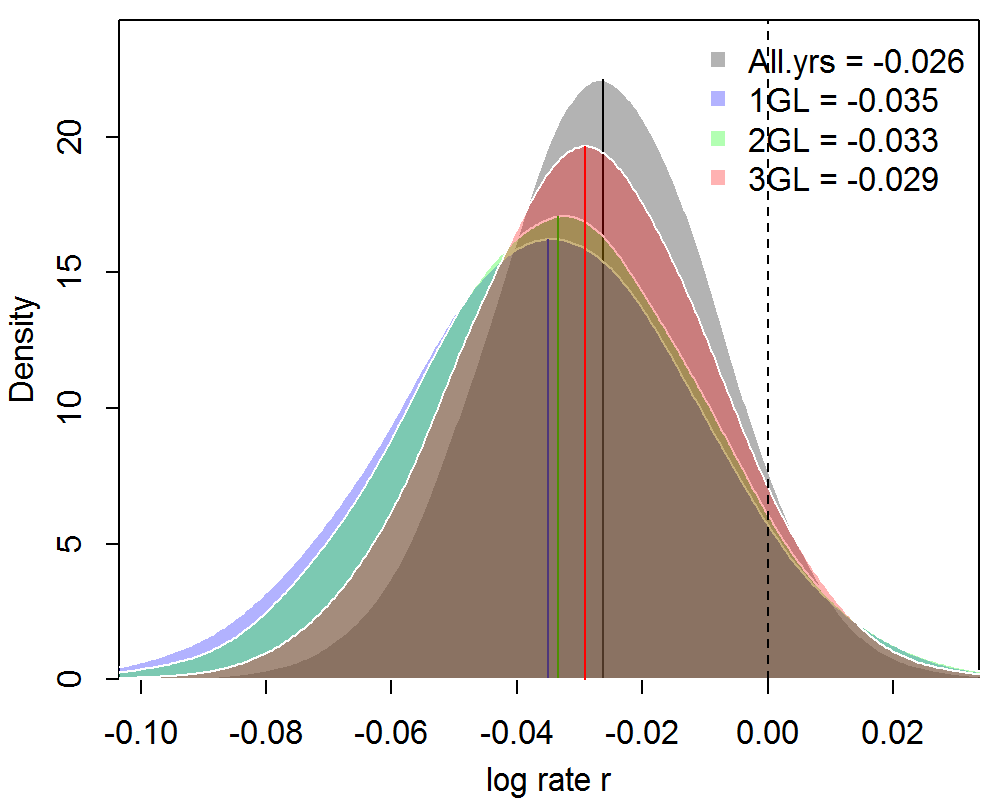 All.yrs = -0.026
1GL = -0.035
2GL = -0.033
3GL = -0.029
Density
20
15
10
5
0
-0.10 -0.08 -0.06 -0.04 -0.02 0.00 0.02
log rate r